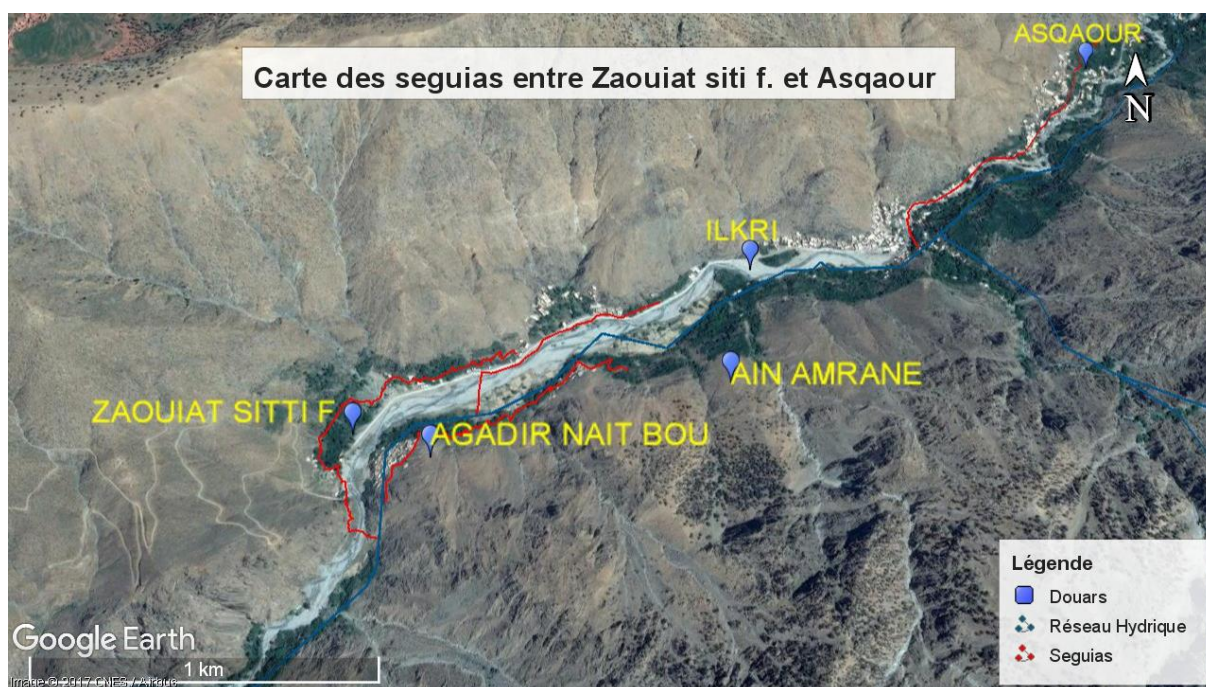 ASQAOUR
Carte des seguias entre Zaouiat siti f. et Asqaour
N
ILKRI
AIN AMRANE
ZAOUIAT SITTI F
AGADIR NAIT BOU
Légende
Douars
Réseau Hydrique
Seguias
Google Earth
1 km
Image © 2017 CNES / Airbus